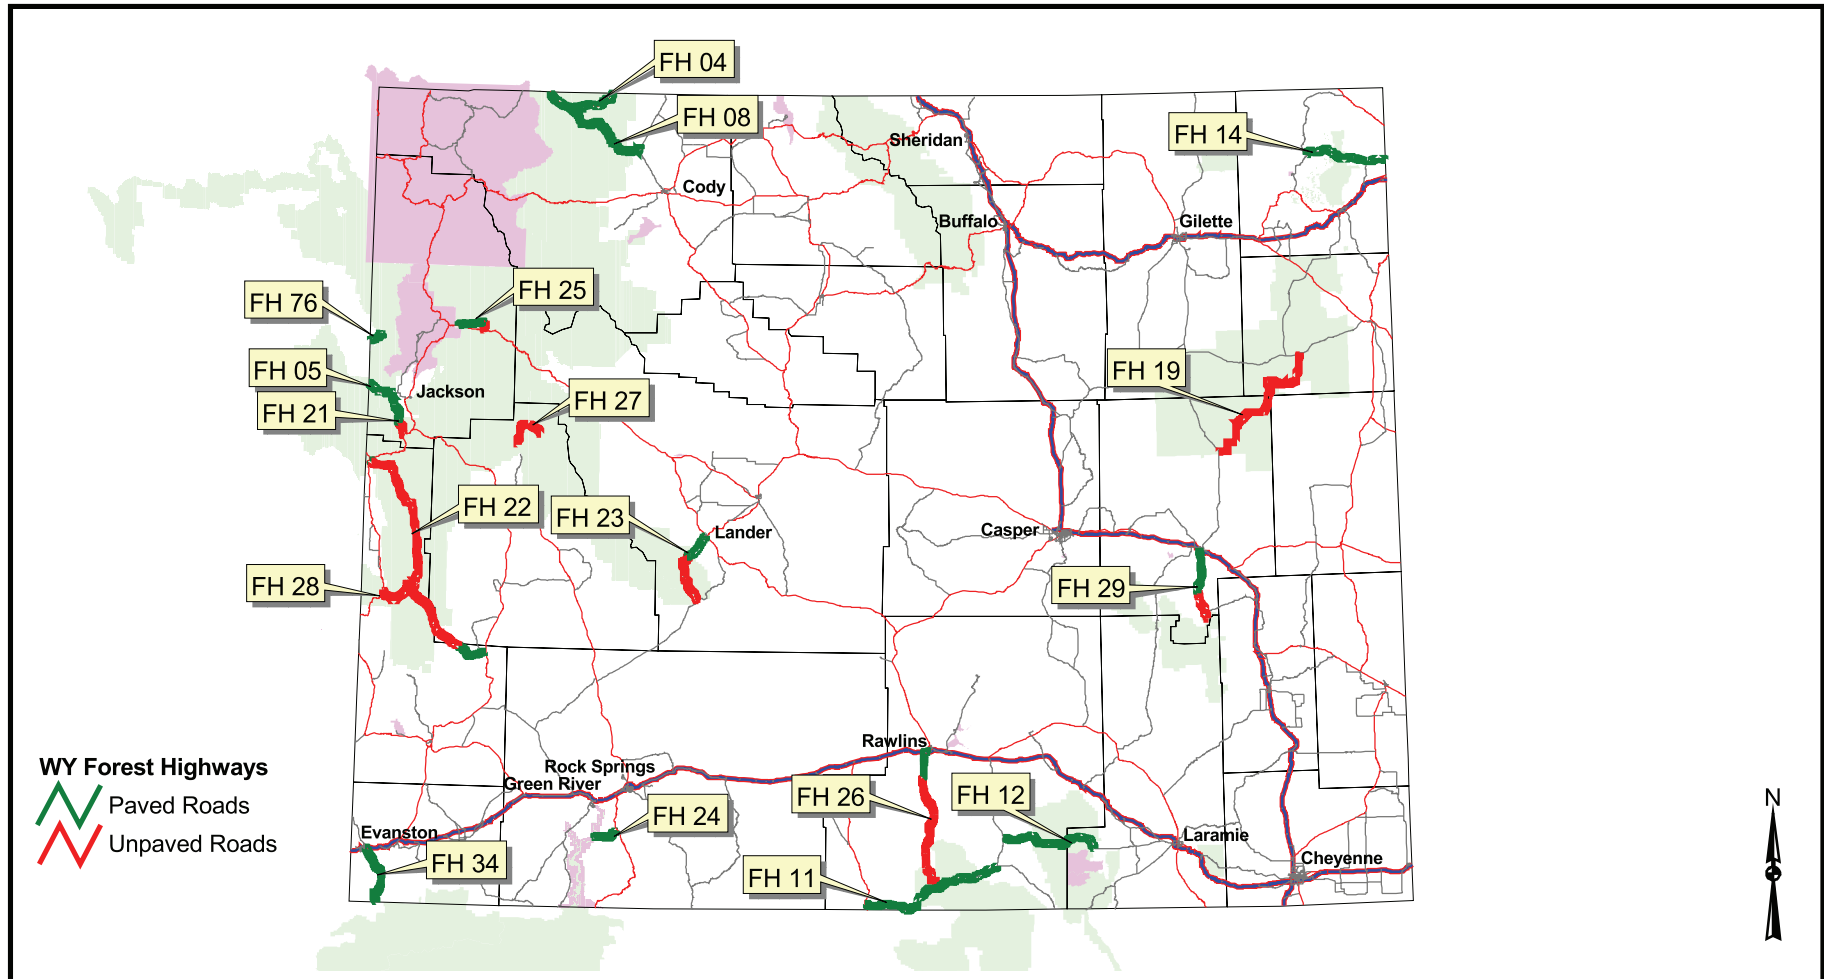 FH 04
FH 08
Sheridan
FH 14
Cody
Buffalo
Gilette
FH 25
FH 76
FH 05
Jackson
FH 19
FH 21
FH 27
FH 22
FH 23
Lander
Casper
FH 28
FH 29
Rawlins
WY Forest Highways
Paved Roads
Unpaved Roads
Rock Springs
Green River
FH 26
FH 12
N
FH 24
Evanston
Laramie
FH 34
FH 11
Cheyenne